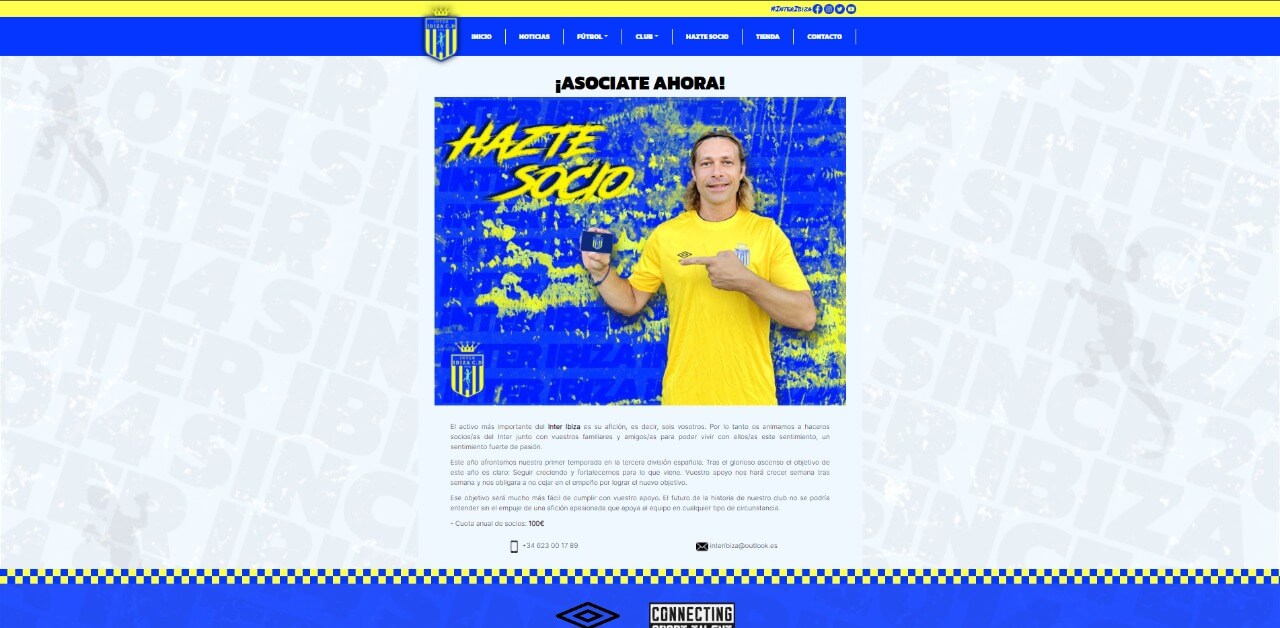 #INTERIBIZA
INICIO
NOTICIAS
FÚTBOL
CLUB
HAZTE SOCIO
TIENDA
CONTACTO
¡ASOCIATE AHORA!
HAZTE
SOCIO
IBIZA C.D
El activo más importante del Inter Ibiza es su afición, es decir, sois vosotros. Por lo tanto os animamos a haceros
socios/as del Inter junto con vuestros familiares y amigos/as para poder vivir con ellos/as este sentimiento, un
sentimiento fuerte de pasión.
Este año afrontamos nuestra primer temporada en la tercera división española. Tras el glorioso ascenso el objetivo de
este año es claro: Seguir creciendo y fortalecernos para lo que viene. Vuestro apoyo nos hará crecer semana tras
semana y nos obligara a no cejar en el empeño por lograr el nuevo objetivo.
Ese objetivo será mucho más fácil de cumplir con vuestro apoyo. El futuro de la historia de nuestro club no se podría
entender sin el empuje de una afición apasionada que apoya al equipo en cualquier tipo de circunstancia.
- Cuota anual de socios: 100€
+34 623 00 17 89
interibiza@outlook.es
CONNECTING